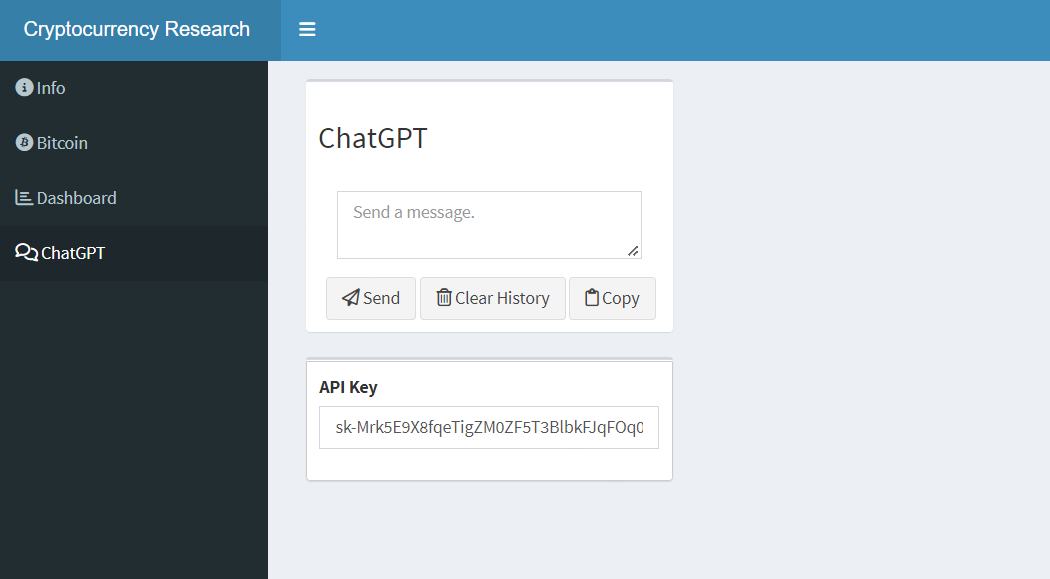 Cryptocurrency Research
Info
Bitcoin
Dashboard
ChatGPT
ChatGPT
Send a message.
Send Clear History Copy
API Key
sk-Mrk5E9X8fqeTigZM0ZF5T3BlbkFJqFOq0